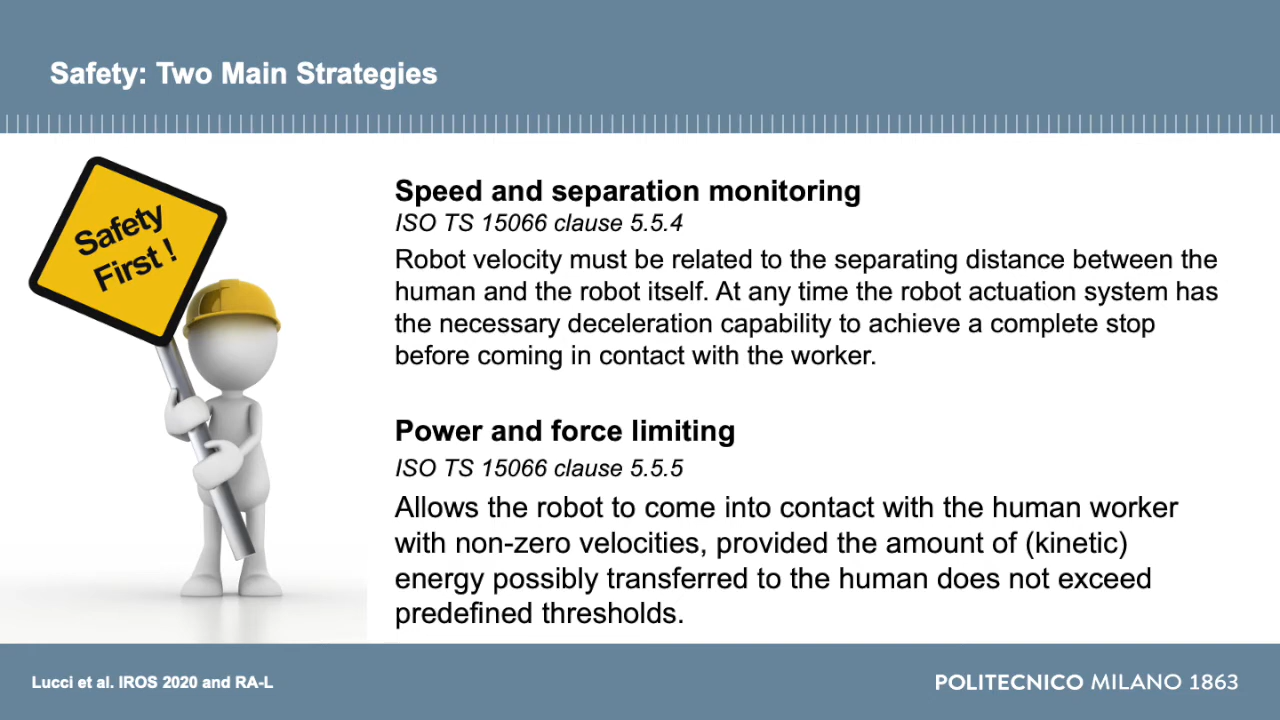 Safety: Two Main Strategies
Safety
First !
Speed and separation monitoring
ISO TS 15066 clause 5.5.4
Robot velocity must be related to the separating distance between the
human and the robot itself. At any time the robot actuation system has
the necessary deceleration capability to achieve a complete stop
before coming in contact with the worker.
Power and force limiting
ISO TS 15066 clause 5.5.5
Allows the robot to come into contact with the human worker
with non-zero velocities, provided the amount of (kinetic)
energy possibly transferred to the human does not exceed
predefined thresholds.
Lucci et al. IROS 2020 and RA-L
POLITECNICO MILANO 1863